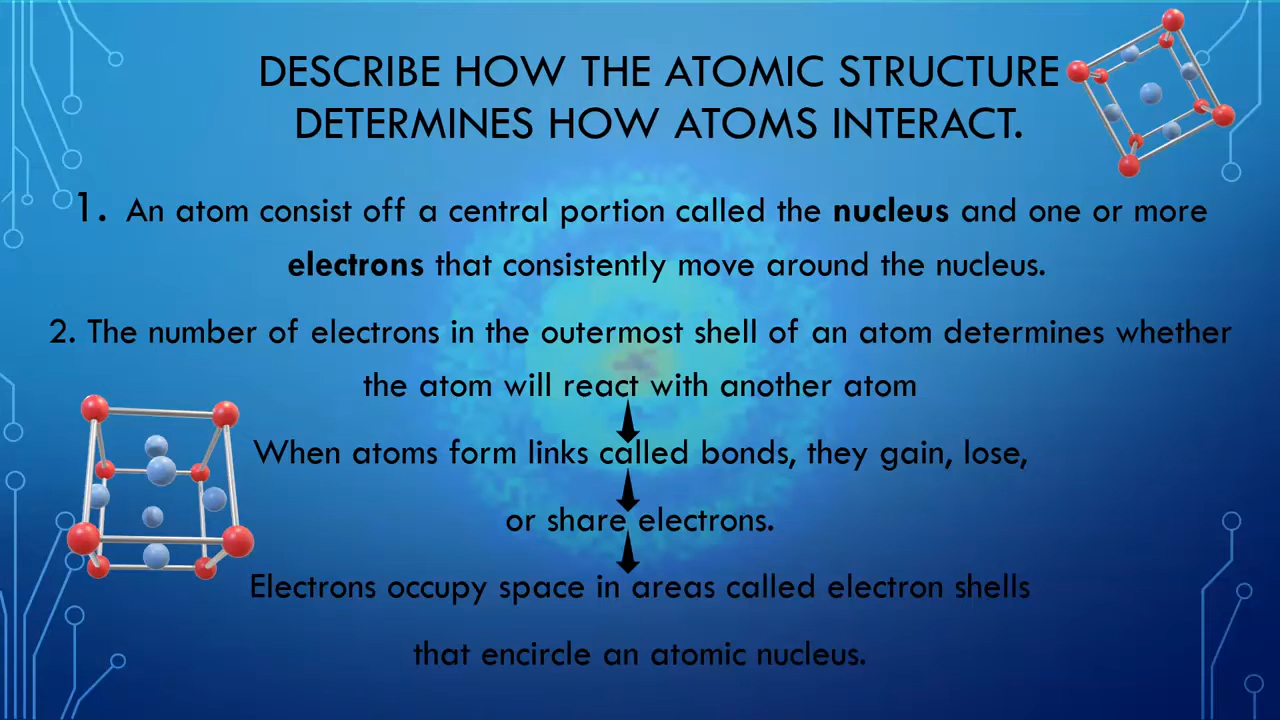 DESCRIBE HOW THE ATOMIC STRUCTURE
DETERMINES HOW ATOMS INTERACT.
1. An atom consist off a central portion called the nucleus and one or more
electrons that consistently move around the nucleus.
2. The number of electrons in the outermost shell of an atom determines whether
the atom will react with another atom
When atoms form links called bonds, they gain, lose,
or share electrons.
Electrons occupy space in areas called electron shells
that encircle an atomic nucleus.